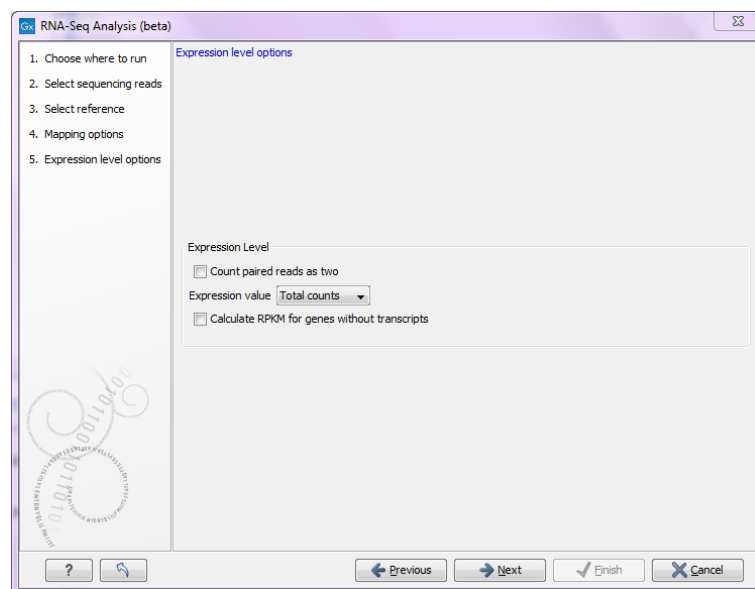 Gx RNA-Seq Analysis (beta)
1. Choose where to run
2. Select sequencing reads
3. Select reference
4. Mapping options
5. Expression level options
Expression level options
Expression Level
Count paired reads as two
Expression value Total counts
Calculate RPKM for genes without transcripts
? Previous Next Finish Cancel